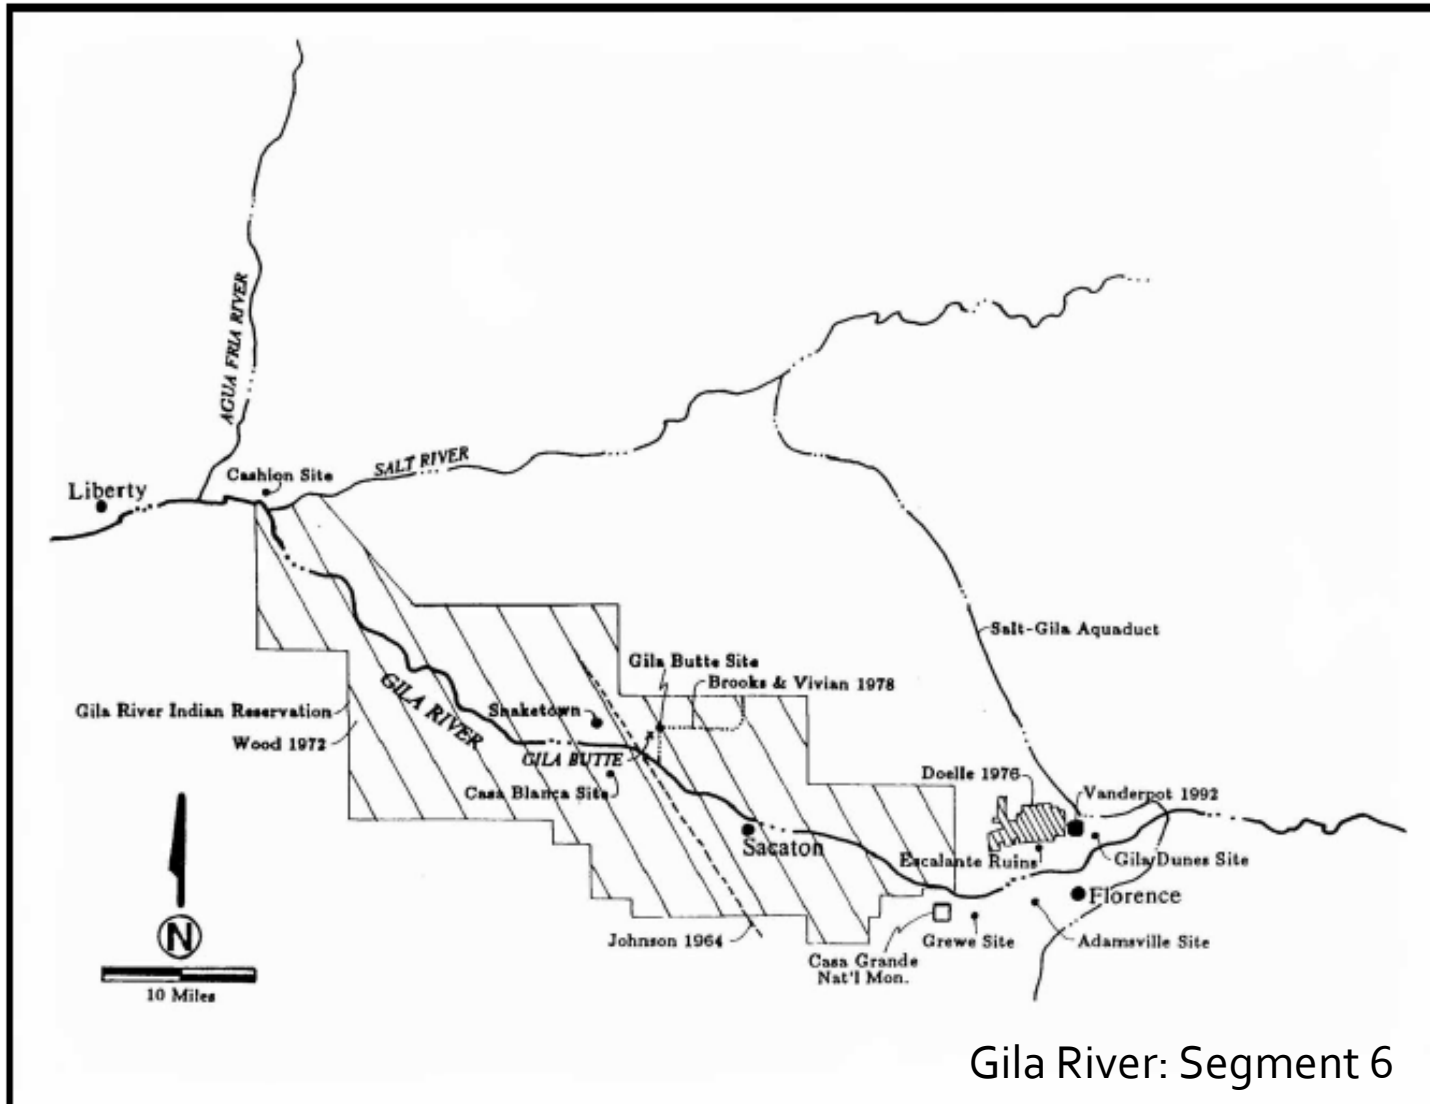 AGUA FRIA RIVER
Cashion Site
SALT RIVER
Liberty
Salt-Gila Aquaduct
Gila Butte Site
Brooks & Vivian 1978
GILA RIVER
Gila River Indian Reservation
Snaketown
Wood 1972
GILA BUTTE
Doelle 1976
Casa Blanca Site
Vanderpot 1992
Sacaton
Escalante Ruins
Gila Dunes Site
Florence
Johnson 1964
Grewe Site
Adamsville Site
Casa Grande
Nat'l Mon.
N
10 Miles
Gila River: Segment 6